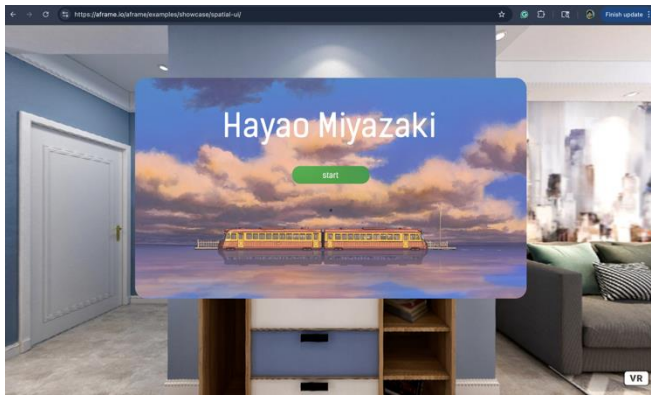 https://aframe.io/aframe/examples/showcase/spatial-ui/
Finish update
Hayao Miyazaki
start
VR